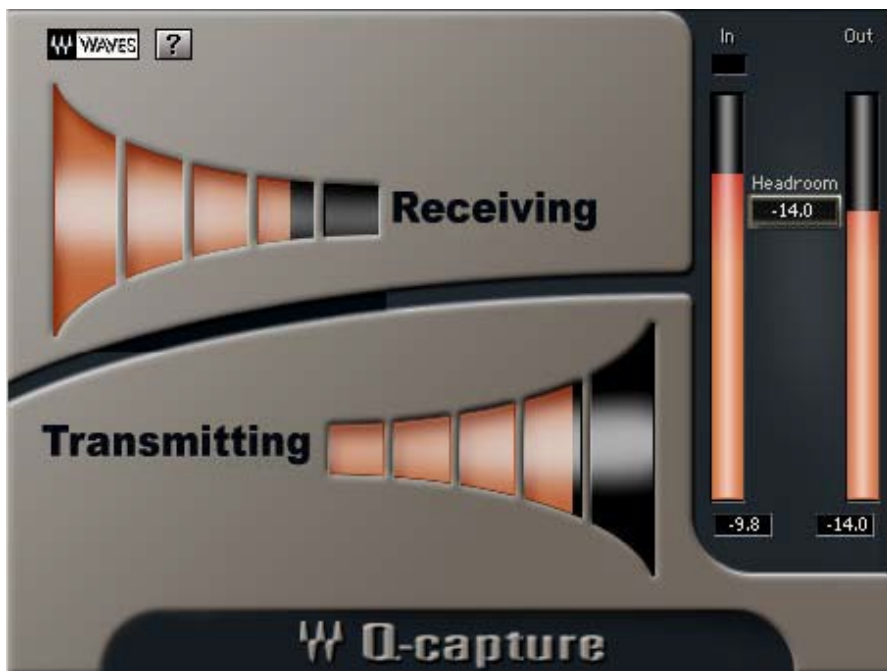 WAVES
?
In
Out
Receiving
Headroom
-14.0
Transmitting
-9.8
-14.0
Q-capture